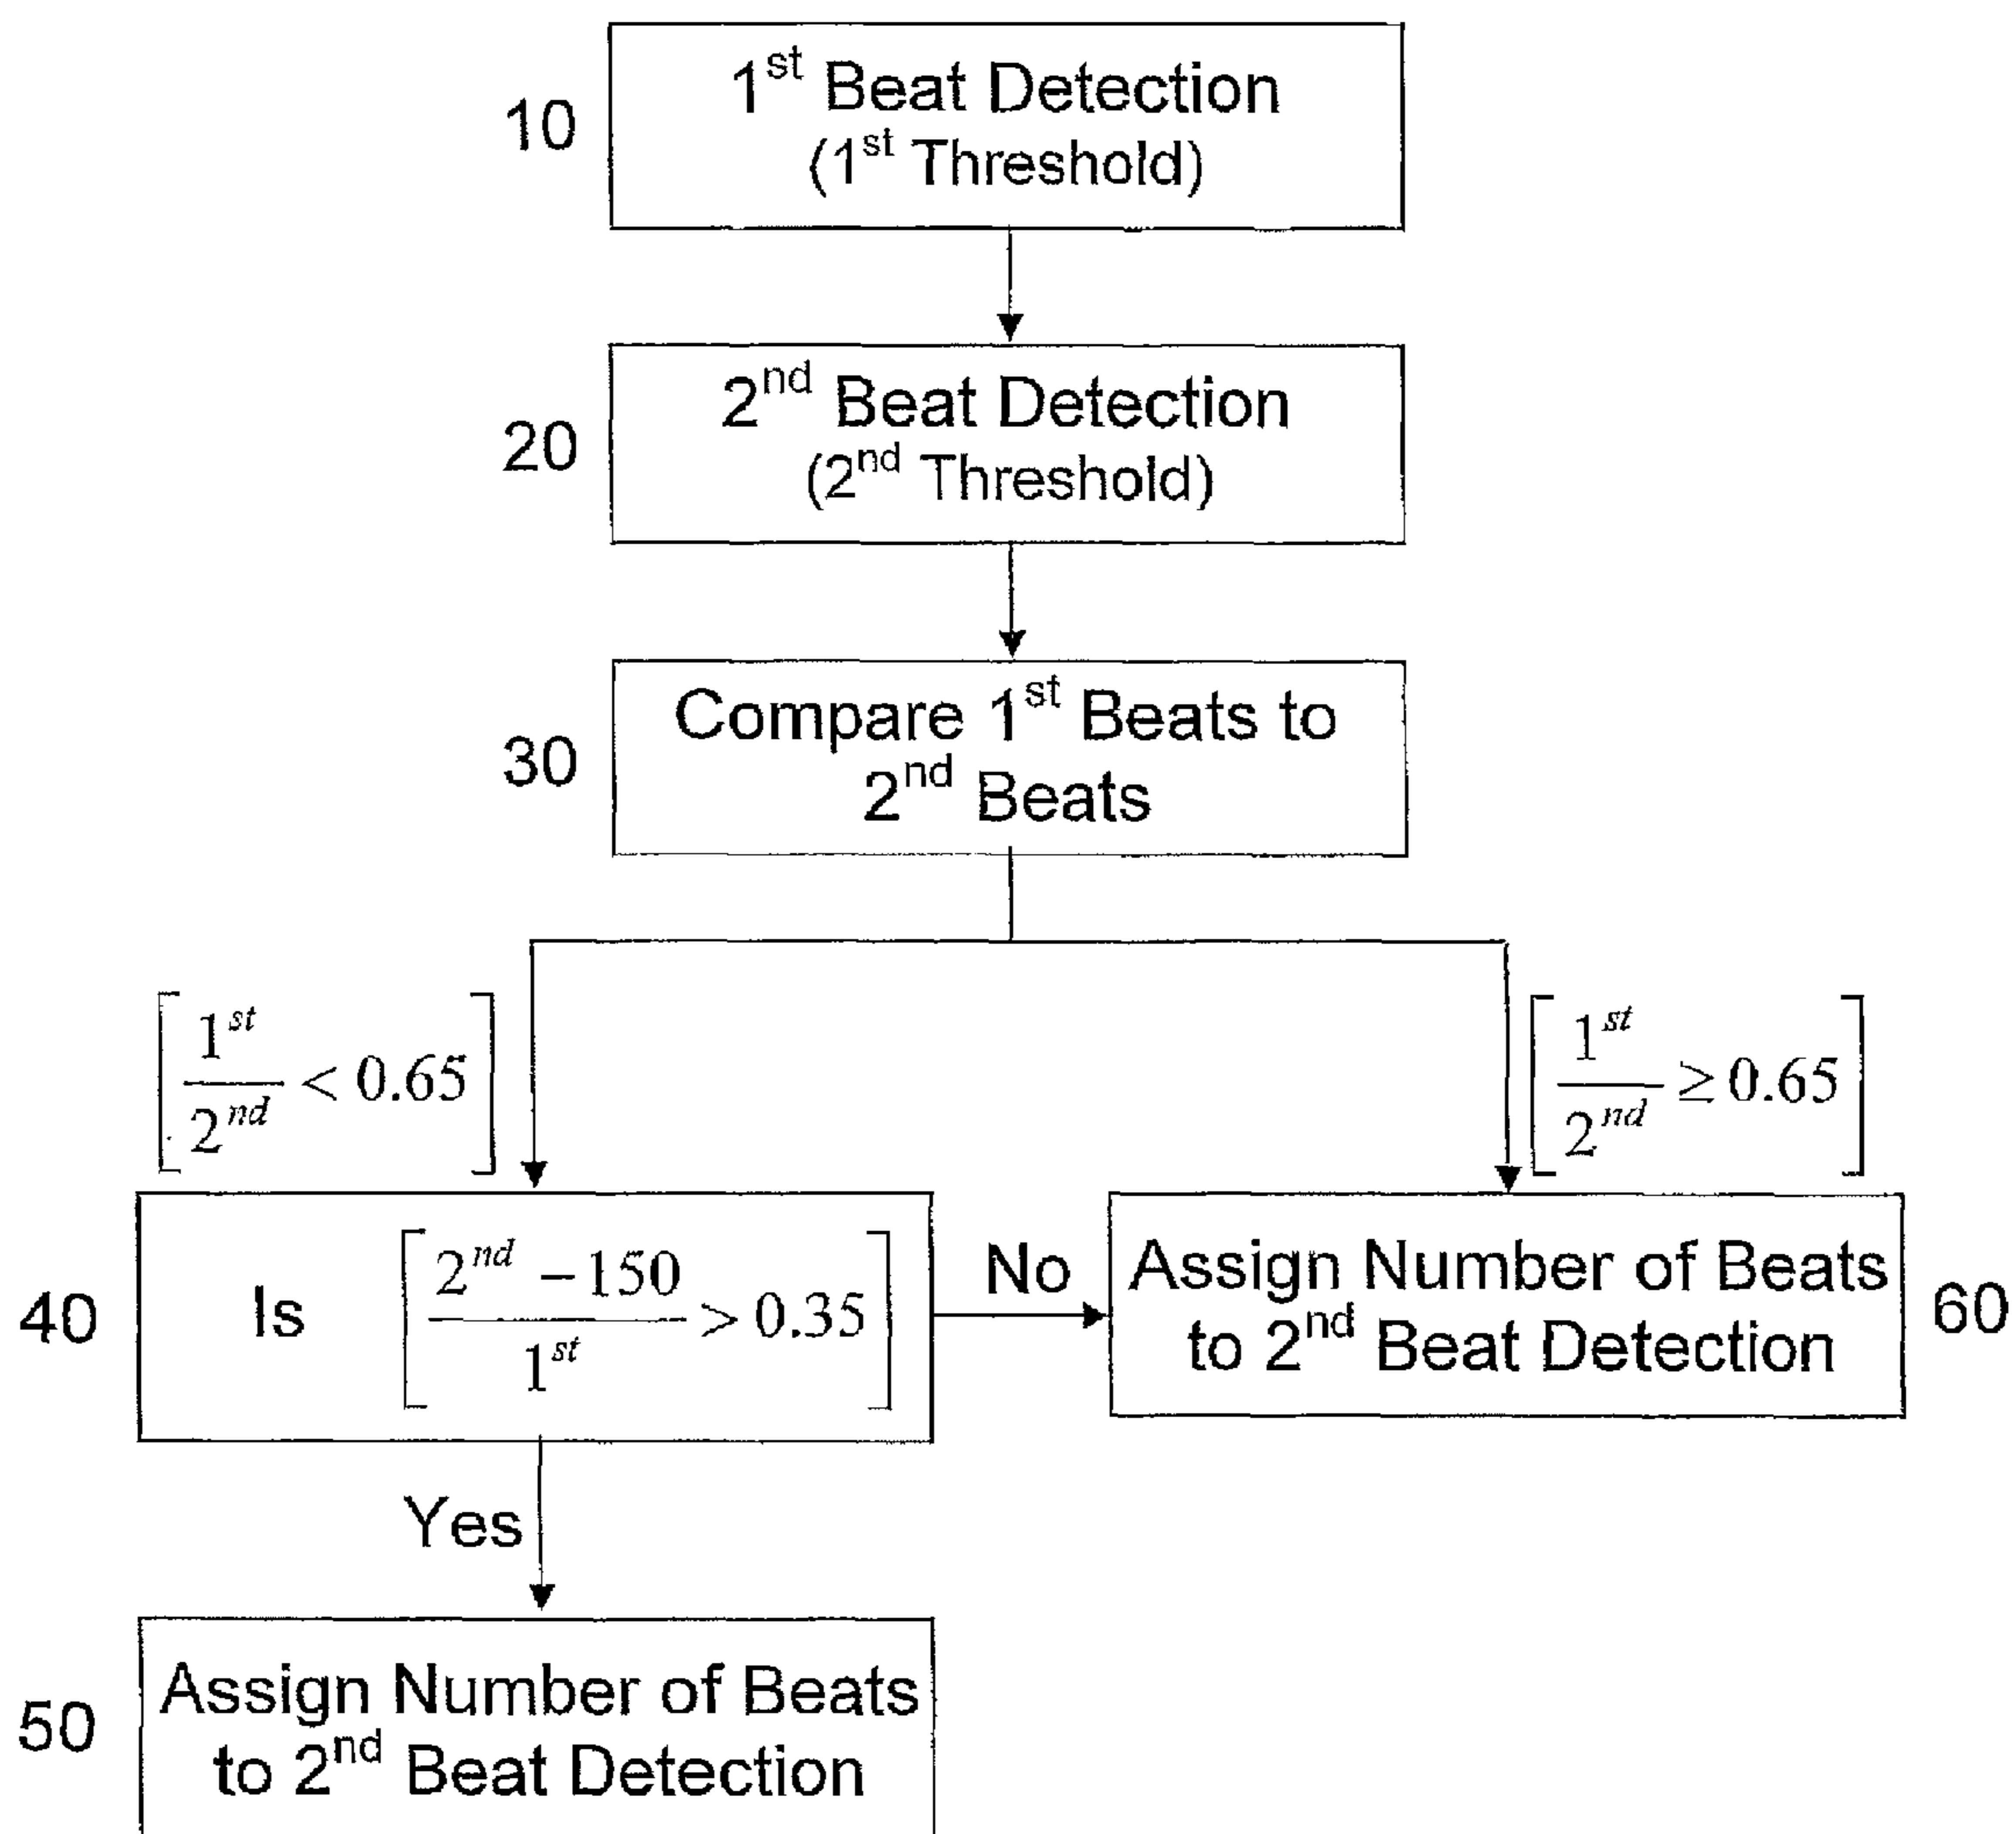 1st Beat Detection
(1st Threshold)
10
2nd Beat Detection
(2nd Threshold)
20
Compare 1st Beats to
2nd Beats
30
[1st / 2nd < 0.65]
[1st / 2nd ≥ 0.65]
40
Is [2nd −150 / 1st > 0.35]
No
Assign Number of Beats
to 2nd Beat Detection
60
Yes
50
Assign Number of Beats
to 2nd Beat Detection